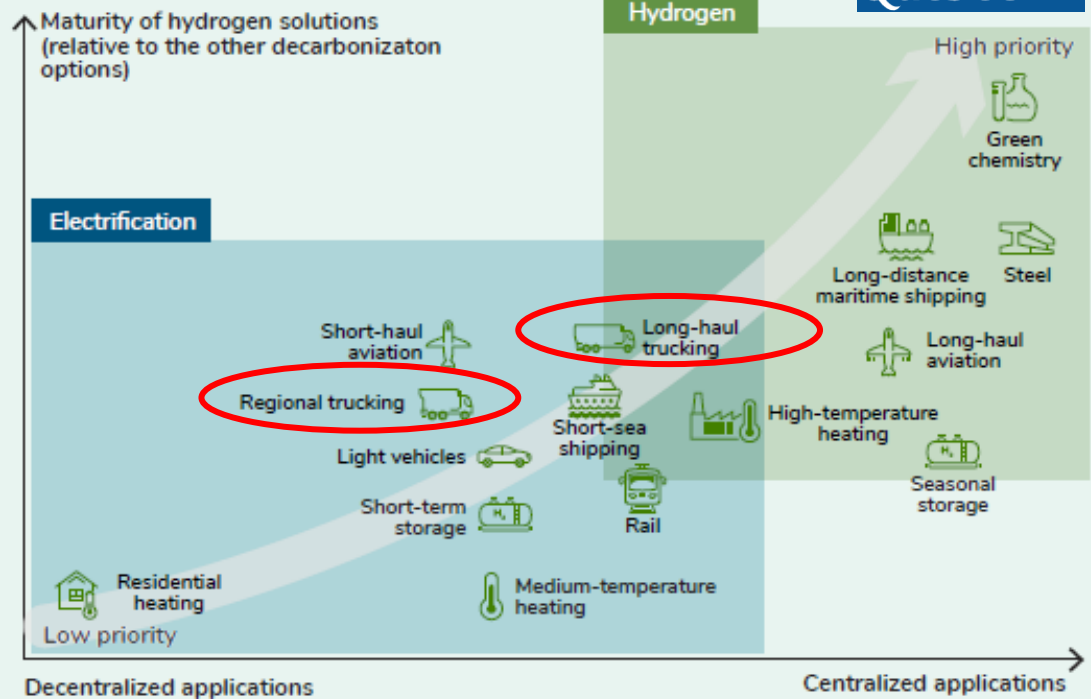 Maturity of hydrogen solutions
(relative to the other decarbonizaton
options)
Hydrogen
High priority
Green
chemistry
Electrification
Long-distance
maritime shipping
Steel
Short-haul
aviation
Long-haul
trucking
Long-haul
aviation
Regional trucking
Short-sea
shipping
High-temperature
heating
Light vehicles
Seasonal
storage
Short-term
storage
Rail
Residential
heating
Medium-temperature
heating
Low priority
Decentralized applications
Centralized applications